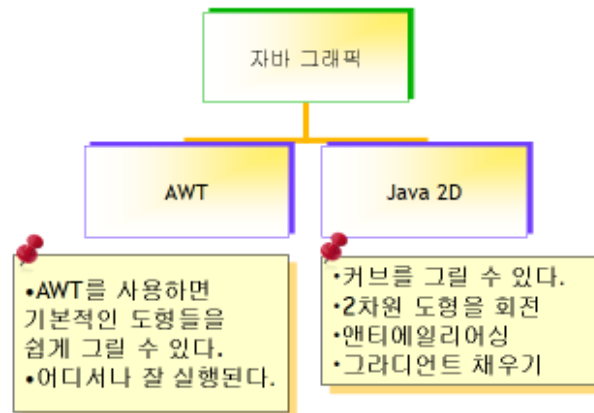 자바 그래픽
AWT
Java 2D
•AWT를 사용하면
기본적인 도형들을
쉽게 그릴 수 있다.
•어디서나 잘 실행된다.
•커브를 그릴 수 있다.
•2차원 도형을 회전
•앤티에일리어싱
•그라디언트 채우기